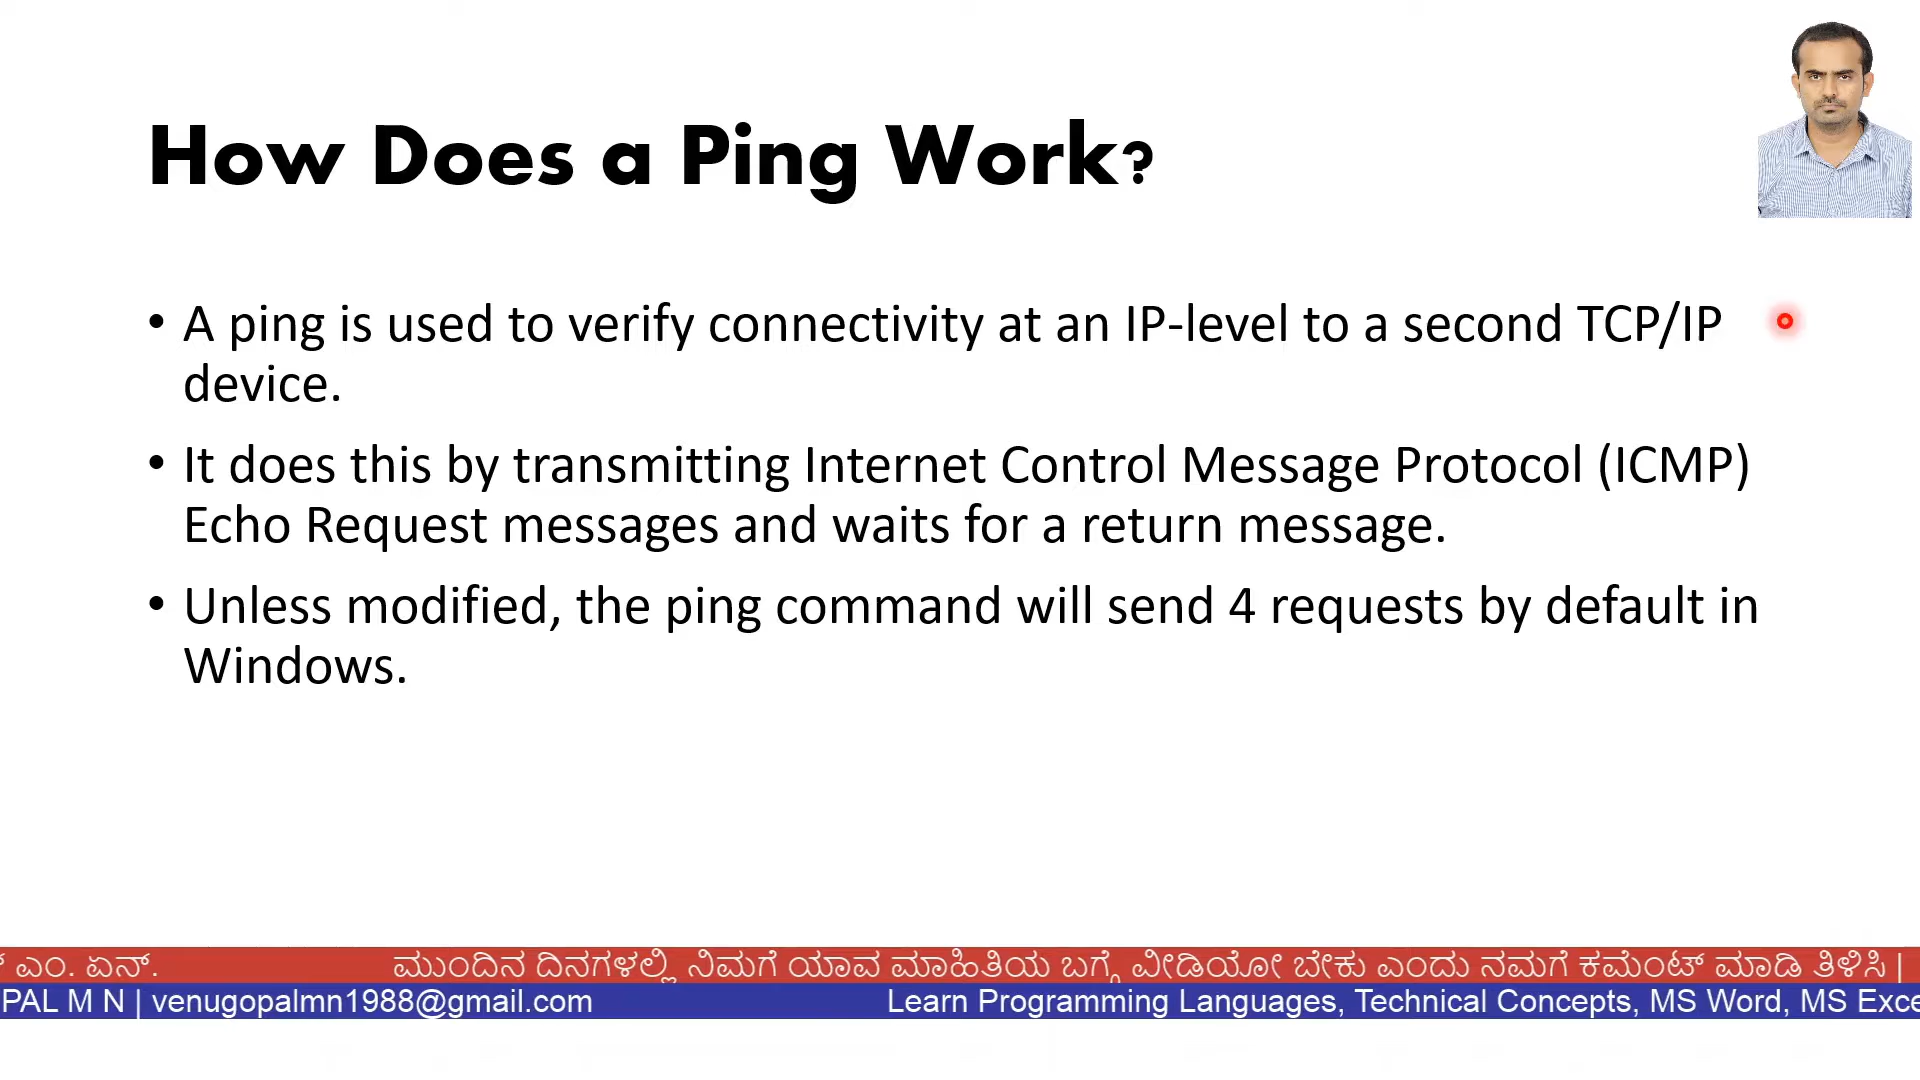 How Does a Ping Work?
• A ping is used to verify connectivity at an IP-level to a second TCP/IP
device.
• It does this by transmitting Internet Control Message Protocol (ICMP)
Echo Request messages and waits for a return message.
• Unless modified, the ping command will send 4 requests by default in
Windows.
ಎಂ. ಏನ್. ಮುಂದಿನ ದಿನಗಳಲ್ಲಿ ನಿಮಗೆ ಯಾವ ಮಾಹಿತಿಯ ಬಗ್ಗೆ ವೀಡಿಯೋ ಬೇಕು ಎಂದು ನಮಗೆ ಕಮೆಂಟ್ ಮಾಡಿ ತಿಳಿಸಿ |
PAL M N | venugopalmn1988@gmail.com Learn Programming Languages, Technical Concepts, MS Word, MS Exce